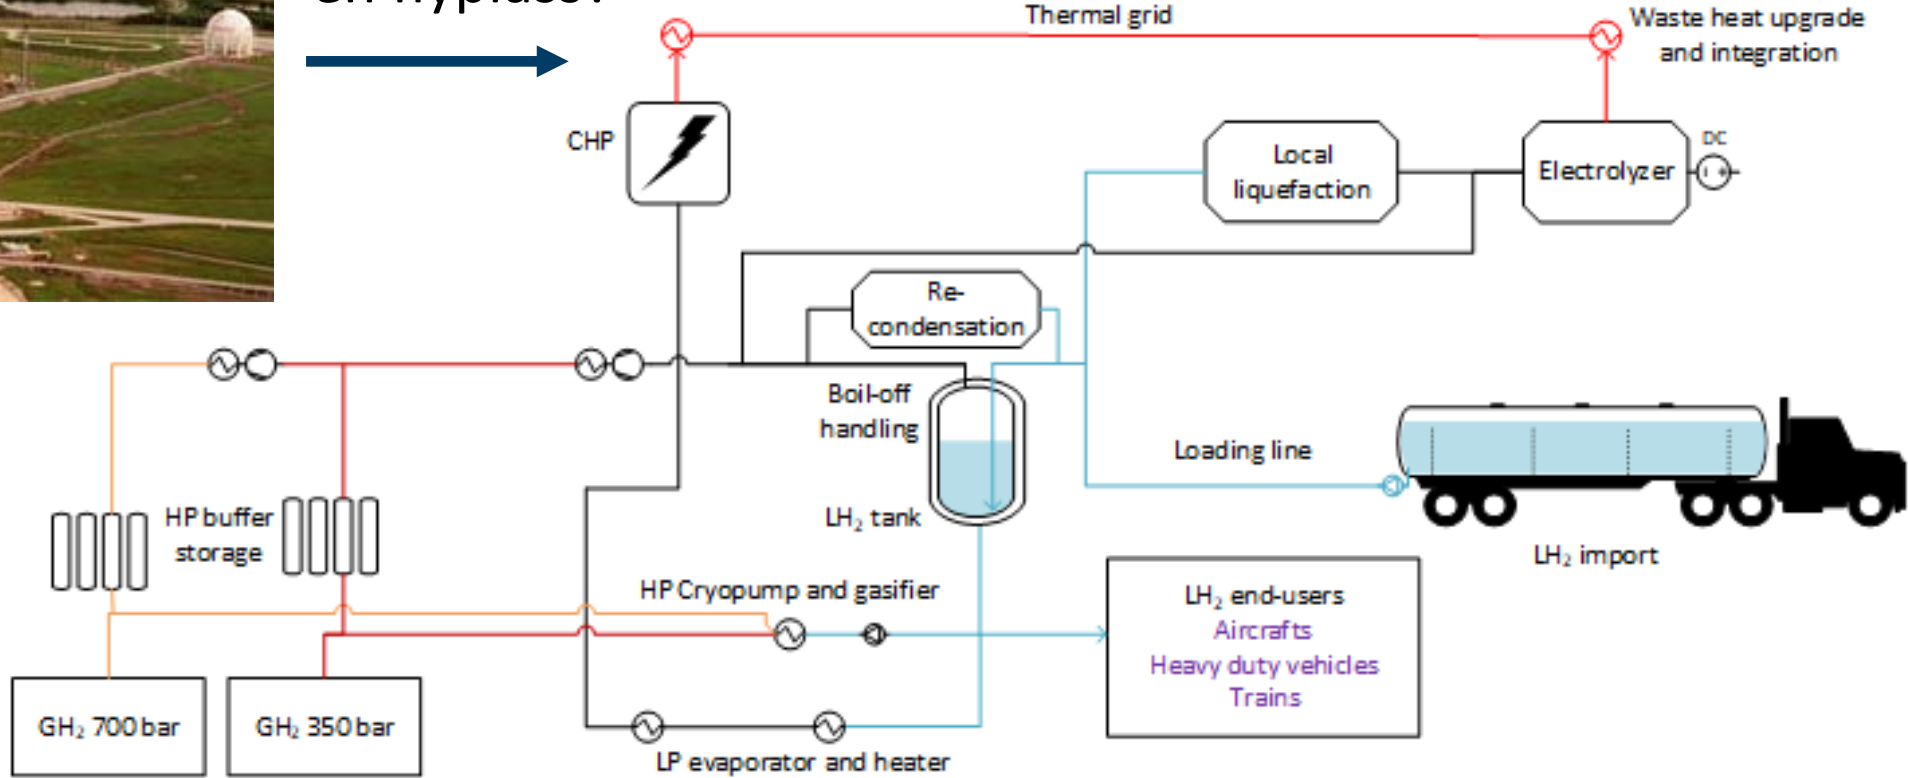 Thermal grid
Waste heat upgrade
and integration
CHP
Local
liquefaction
Electrolyzer
DC
Re-
condensation
Boil-off
handling
Loading line
HP buffer
storage
LH₂ tank
LH₂ import
HP Cryopump and gasifier
LH₂ end-users
Aircrafts
Heavy duty vehicles
Trains
GH₂ 700 bar
GH₂ 350 bar
LP evaporator and heater